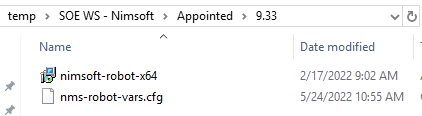 temp > SOE WS - Nimsoft > Appointed > 9.33
Name Date modified
nimsoft-robot-x64 2/17/2022 9:02 AM
nms-robot-vars.cfg 5/24/2022 10:55 AM